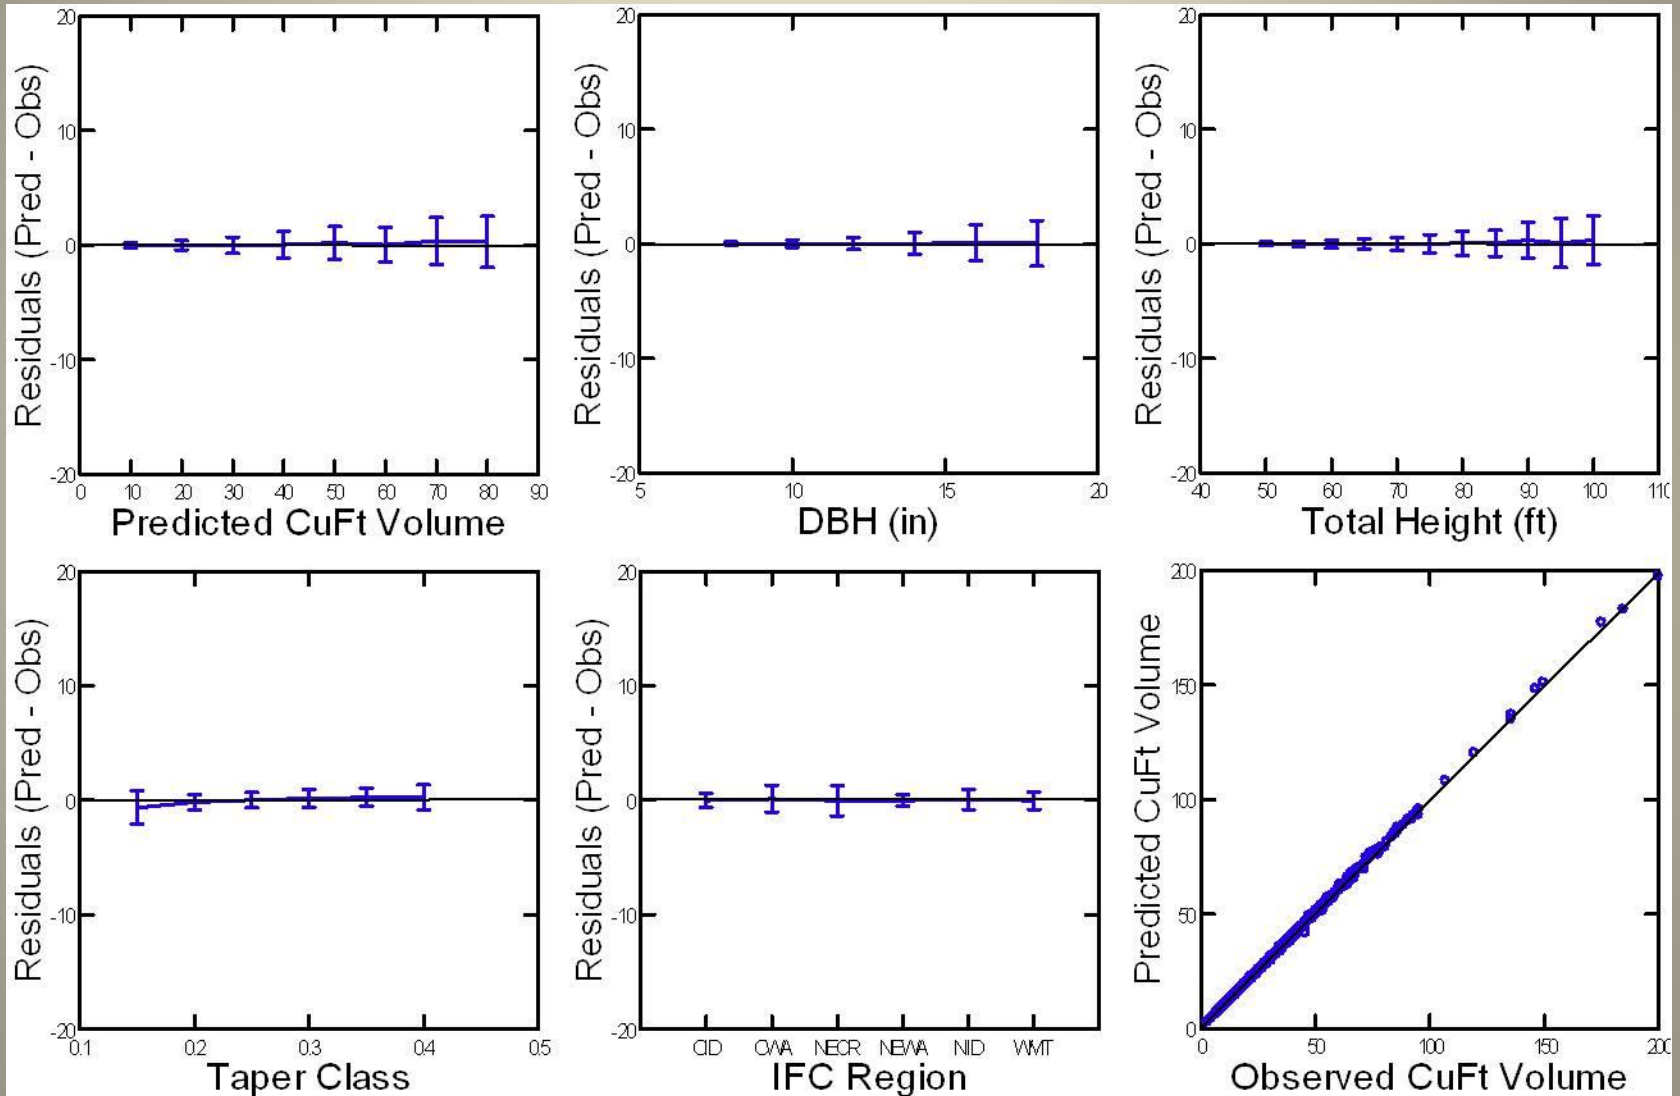 20
10
0
-10
-20
Residuals (Pred - Obs)
0 10 20 30 40 50 60 70 80 90
Predicted CuFt Volume
20
10
0
-10
-20
Residuals (Pred - Obs)
5 10 15 20
DBH (in)
20
10
0
-10
-20
Residuals (Pred - Obs)
40 50 60 70 80 90 100 110
Total Height (ft)
20
10
0
-10
-20
Residuals (Pred - Obs)
0.1 0.2 0.3 0.4 0.5
Taper Class
20
10
0
-10
-20
Residuals (Pred - Obs)
CID CWA NECR NEWA NID WMT
IFC Region
200
150
100
50
0
Predicted CuFt Volume
0 50 100 150 200
Observed CuFt Volume